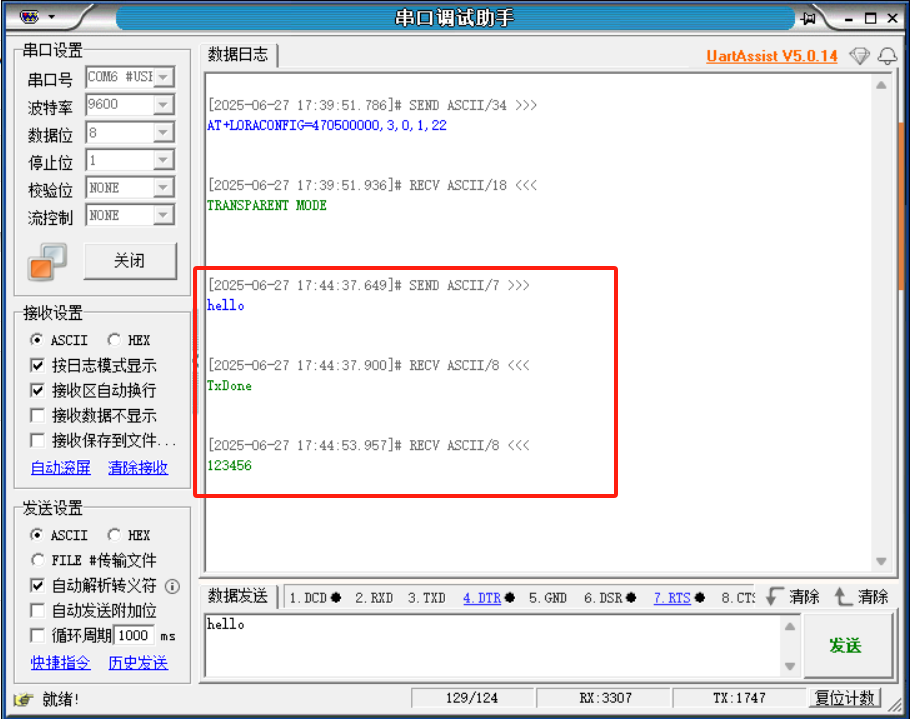 串口调试助手
串口设置
串口号 COM6 #USE
波特率 9600
数据位 8
停止位 1
校验位 NONE
流控制 NONE
关闭
接收设置
ASCII HEX
按日志模式显示
接收区自动换行
接收数据不显示
接收保存到文件...
自动滚屏 清除接收
发送设置
ASCII HEX
FILE #传输文件
自动解析转义符
自动发送附加位
循环周期 1000 ms
快捷指令 历史发送
数据日志
UartAssist V5.0.14
[2025-06-27 17:39:51.786]# SEND ASCII/34 >>>
AT+LORACONFIG=470500000,3,0,1,22
[2025-06-27 17:39:51.936]# RECV ASCII/18 <<<
TRANSPARENT MODE
[2025-06-27 17:44:37.649]# SEND ASCII/7 >>>
hello
[2025-06-27 17:44:37.900]# RECV ASCII/8 <<<
TxDone
[2025-06-27 17:44:53.957]# RECV ASCII/8 <<<
123456
数据发送 1.DCD 2.RXD 3.TXD 4.DTR 5.GND 6.DSR 7.RTS 8.CTS 清除 清除
hello
发送
就绪! 129/124 RX:3307 TX:1747 复位计数